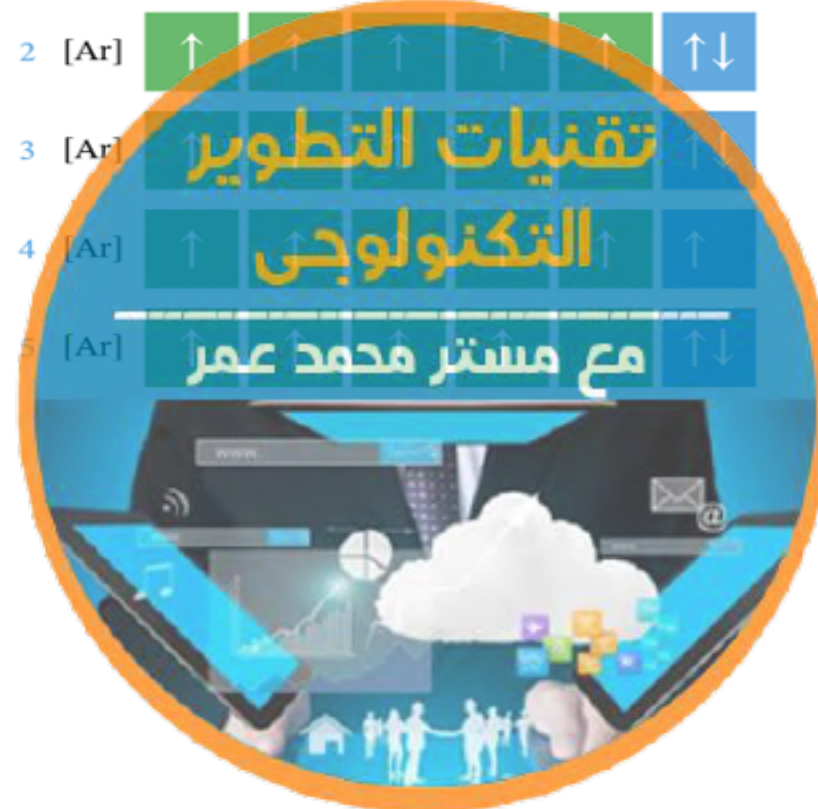 2 [Ar] ↑ ↑ ↑ ↑ ↑ ↑↓
3 [Ar] ↑ ↑ ↑ ↑ ↑↓
4 [Ar] ↑ ↑ ↑ ↑ ↑ ↑
5 [Ar] ↑ ↑ ↑ ↑ ↑ ↑↓
تقنيات التطوير
التكنولوجى
مع مستر محمد عمر
www.
@